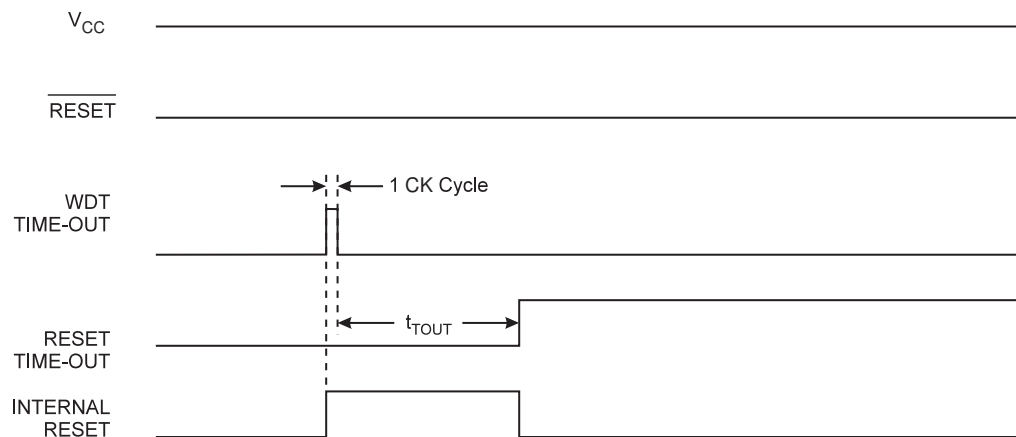 VCC
RESET
1 CK Cycle
WDT
TIME-OUT
tTOUT
RESET
TIME-OUT
INTERNAL
RESET